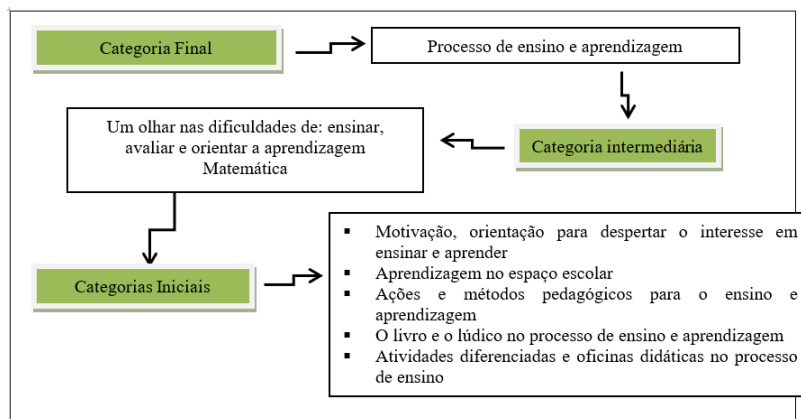 Categoria Final
Processo de ensino e aprendizagem
Um olhar nas dificuldades de: ensinar,
avaliar e orientar a aprendizagem
Matemática
Categoria intermediária
Categorias Iniciais
▪ Motivação, orientação para despertar o interesse em
ensinar e aprender
▪ Aprendizagem no espaço escolar
▪ Ações e métodos pedagógicos para o ensino e
aprendizagem
▪ O livro e o lúdico no processo de ensino e aprendizagem
▪ Atividades diferenciadas e oficinas didáticas no processo
de ensino